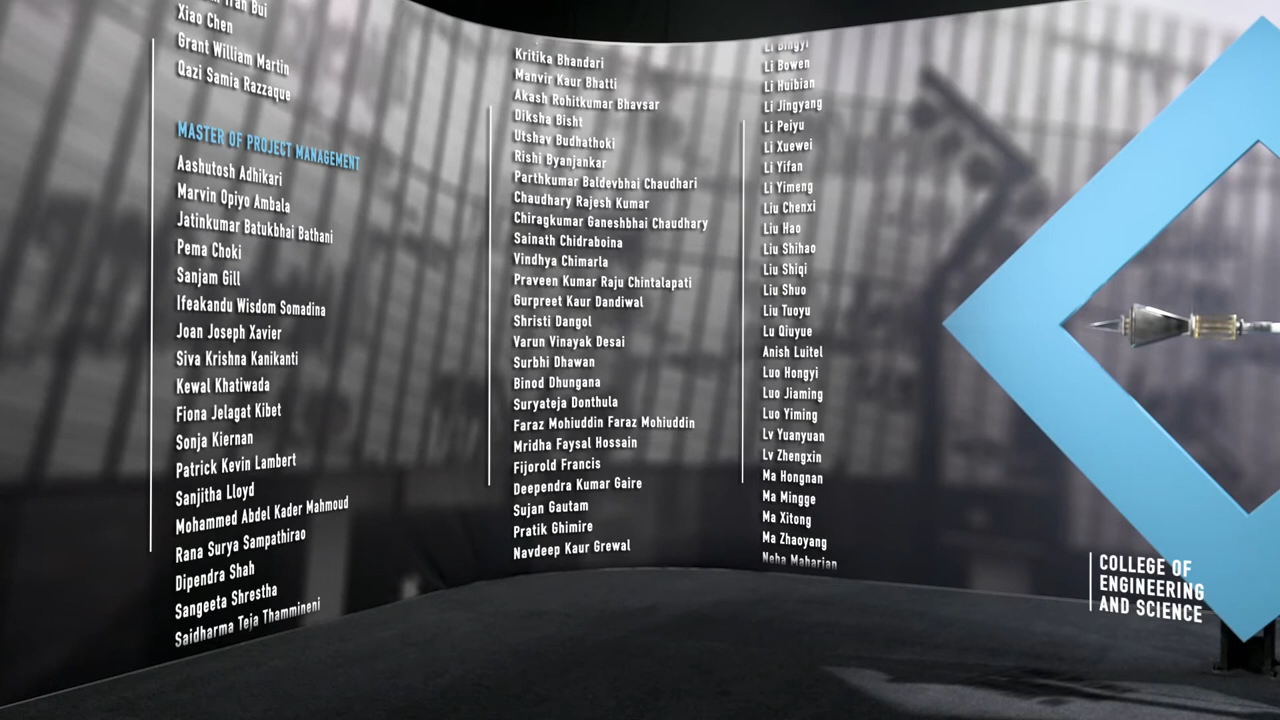 Tran Bui
Xiao Chen
Grant William Martin
Qazi Samia Razzaque
MASTER OF PROJECT MANAGEMENT
Aashutosh Adhikari
Marvin Opiyo Ambala
Jatinkumar Batukbhai Bathani
Pema Choki
Sanjam Gill
Ifeakandu Wisdom Somadina
Joan Joseph Xavier
Siva Krishna Kanikanti
Kewal Khatiwada
Fiona Jelagat Kibet
Sonja Kiernan
Patrick Kevin Lambert
Sanjitha Lloyd
Mohammed Abdel Kader Mahmoud
Rana Surya Sampathirao
Dipendra Shah
Sangeeta Shrestha
Saidharma Teja Thammineni
Kritika Bhandari
Manvir Kaur Bhatti
Akash Rohitkumar Bhavsar
Diksha Bisht
Utshav Budhathoki
Rishi Byanjankar
Parthkumar Baldevbhai Chaudhari
Chaudhary Rajesh Kumar
Chiragkumar Ganeshbhai Chaudhary
Sainath Chidraboina
Vindhya Chimarla
Praveen Kumar Raju Chintalapati
Gurpreet Kaur Dandiwal
Shristi Dangol
Varun Vinayak Desai
Surbhi Dhawan
Binod Dhungana
Suryateja Donthula
Faraz Mohiuddin Faraz Mohiuddin
Mridha Faysal Hossain
Fijorold Francis
Deependra Kumar Gaire
Sujan Gautam
Pratik Ghimire
Navdeep Kaur Grewal
Li Bingyi
Li Bowen
Li Huibian
Li Jingyang
Li Peiyu
Li Xuewei
Li Yifan
Li Yimeng
Liu Chenxi
Liu Hao
Liu Shihao
Liu Shiqi
Liu Shuo
Liu Tuoyu
Lu Qiuyue
Anish Luitel
Luo Hongyi
Luo Jiaming
Luo Yiming
Lv Yuanyuan
Lv Zhengxin
Ma Hongnan
Ma Mingge
Ma Xitong
Ma Zhaoyang
Neha Maharjan
COLLEGE OF
ENGINEERING
AND SCIENCE